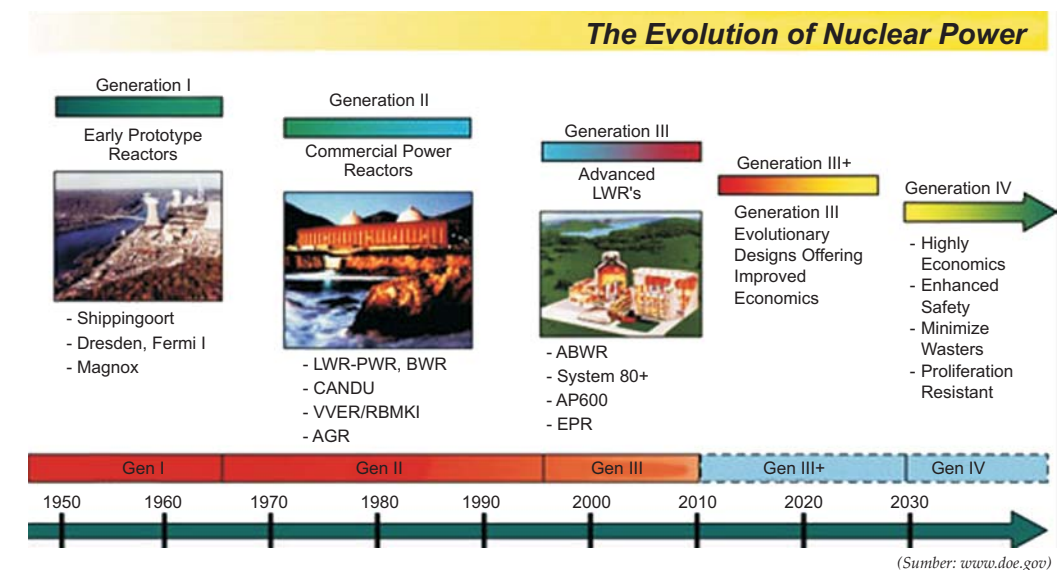 The Evolution of Nuclear Power
Generation I
Early Prototype
Reactors
- Shippingoort
- Dresden, Fermi I
- Magnox
Generation II
Commercial Power
Reactors
- LWR-PWR, BWR
- CANDU
- VVER/RBMKI
- AGR
Generation III
Advanced
LWR's
- ABWR
- System 80+
- AP600
- EPR
Generation III+
Generation III
Evolutionary
Designs Offering
Improved
Economics
Generation IV
- Highly
Economics
- Enhanced
Safety
- Minimize
Wasters
- Proliferation
Resistant
Gen I Gen II Gen III Gen III+ Gen IV
1950 1960 1970 1980 1990 2000 2010 2020 2030
(Sumber: www.doe.gov)